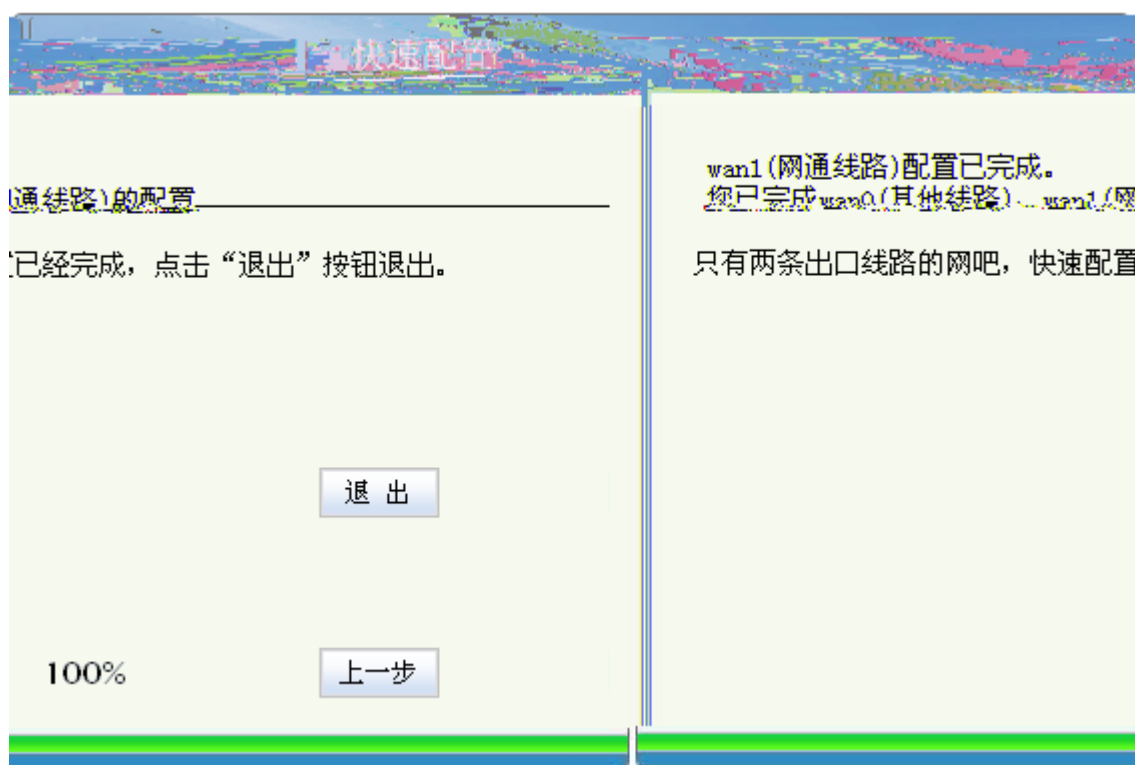 快速配置
通线路)的配置
已经完成，点击“退出”按钮退出。
退 出
100%
上一步
wan1(网通线路)配置已完成。
您已完成wan0(其他线路)、wan1(网
只有两条出口线路的网吧，快速配置